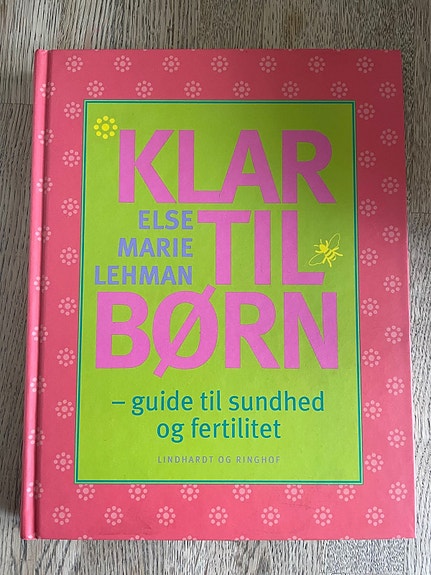 KLAR
ELSE
MARIE
LEHMAN
TIL
BØRN
– guide til sundhed
og fertilitet
LINDHARDT OG RINGHOF